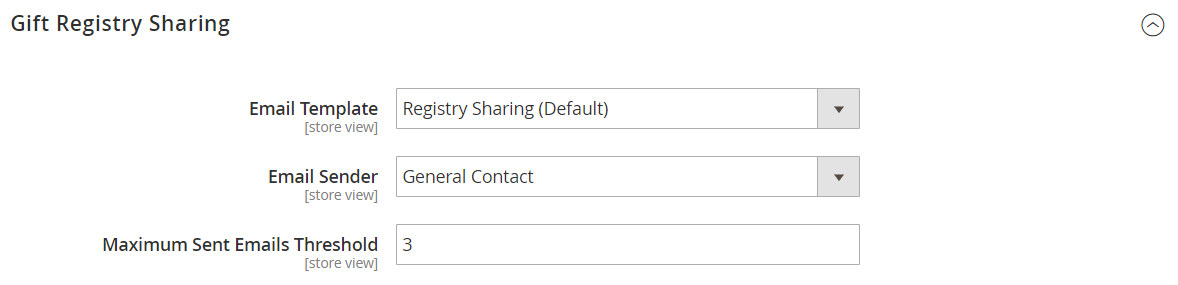 Gift Registry Sharing
Email Template
Registry Sharing (Default)
[store view]
Email Sender
General Contact
[store view]
Maximum Sent Emails Threshold
3
[store view]